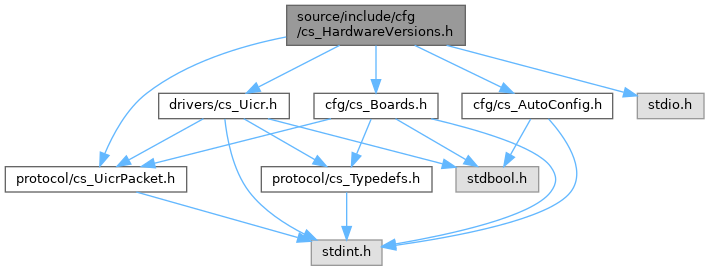 source/include/cfg
/cs_HardwareVersions.h
drivers/cs_Uicr.h
cfg/cs_Boards.h
cfg/cs_AutoConfig.h
stdio.h
protocol/cs_UicrPacket.h
protocol/cs_Typedefs.h
stdbool.h
stdint.h